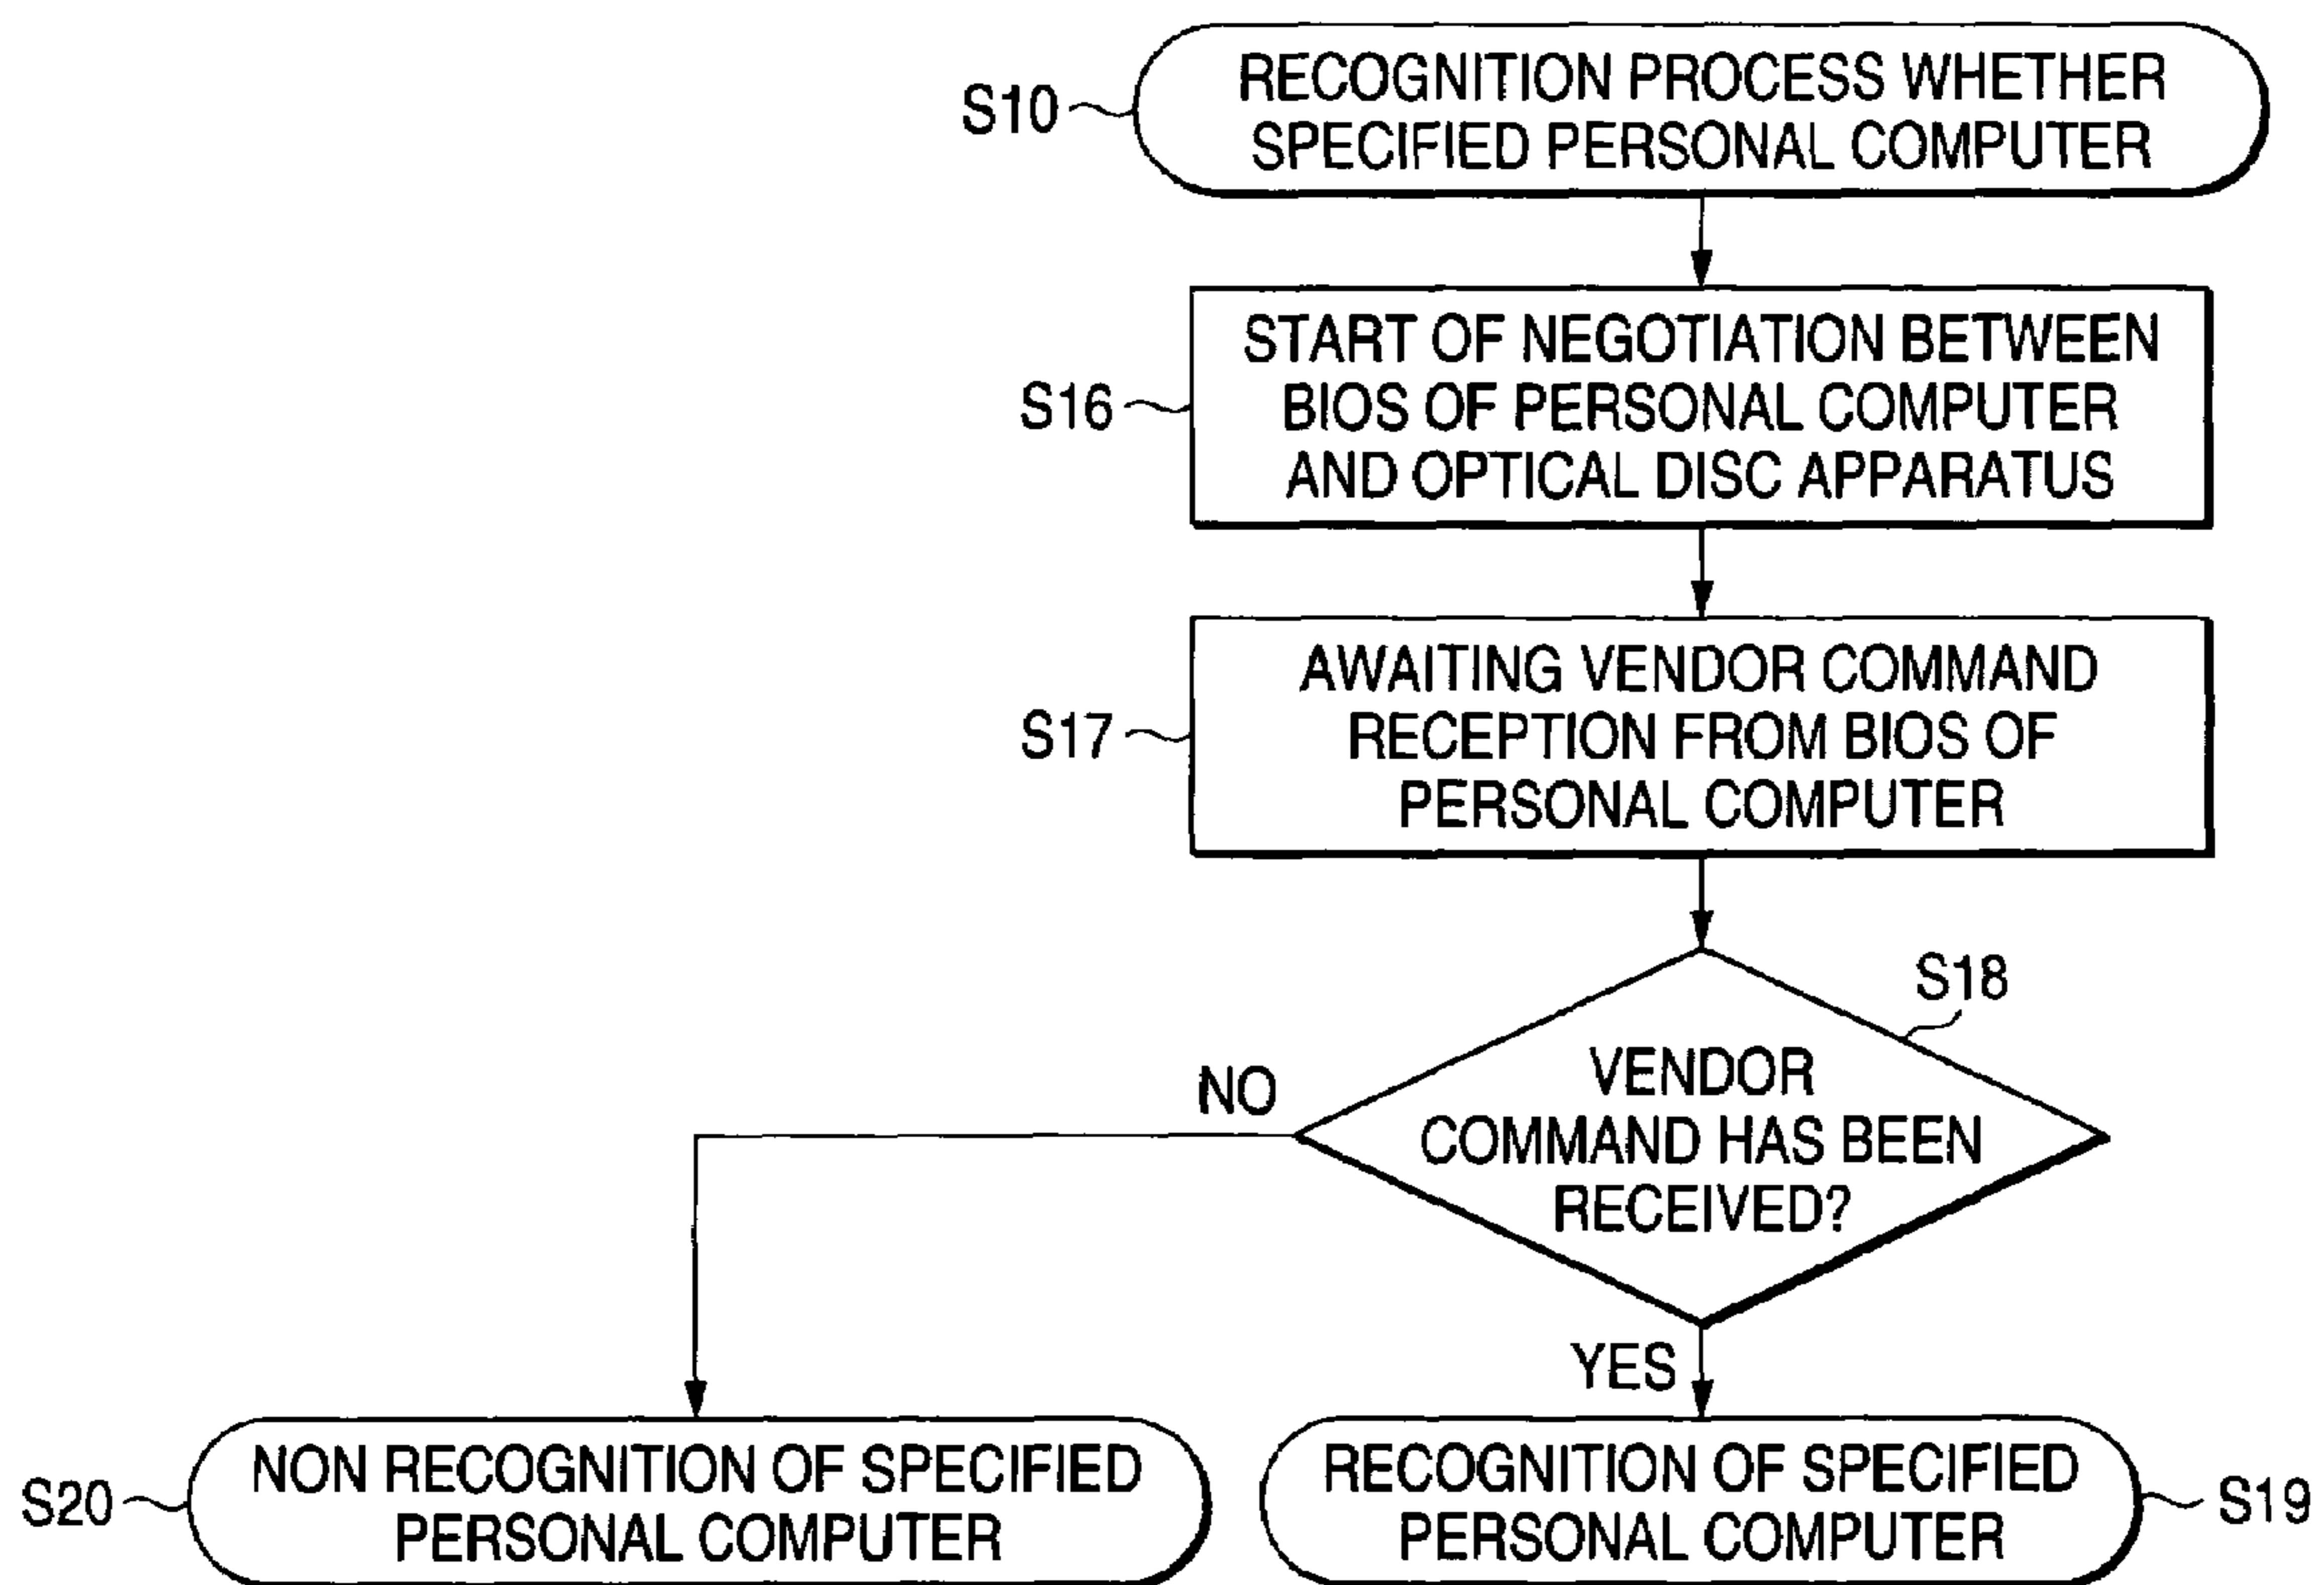 S10
RECOGNITION PROCESS WHETHER
SPECIFIED PERSONAL COMPUTER
S16
START OF NEGOTIATION BETWEEN
BIOS OF PERSONAL COMPUTER
AND OPTICAL DISC APPARATUS
S17
AWAITING VENDOR COMMAND
RECEPTION FROM BIOS OF
PERSONAL COMPUTER
S18
VENDOR
COMMAND HAS BEEN
RECEIVED?
NO
YES
S20
NON RECOGNITION OF SPECIFIED
PERSONAL COMPUTER
RECOGNITION OF SPECIFIED
PERSONAL COMPUTER
S19